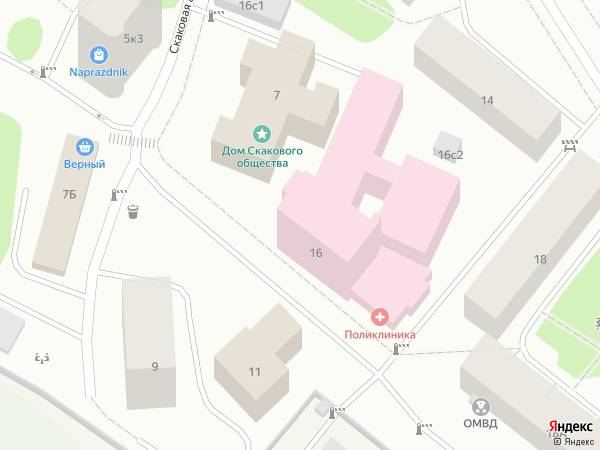 16с1
Скаковая
5к3
Naprazdnik
7
14
Дом Скакового
общества
16с2
Верный
7Б
16
18
Поликлиника
9
11
ОМВД
18А
Яндекс
© Яндекс